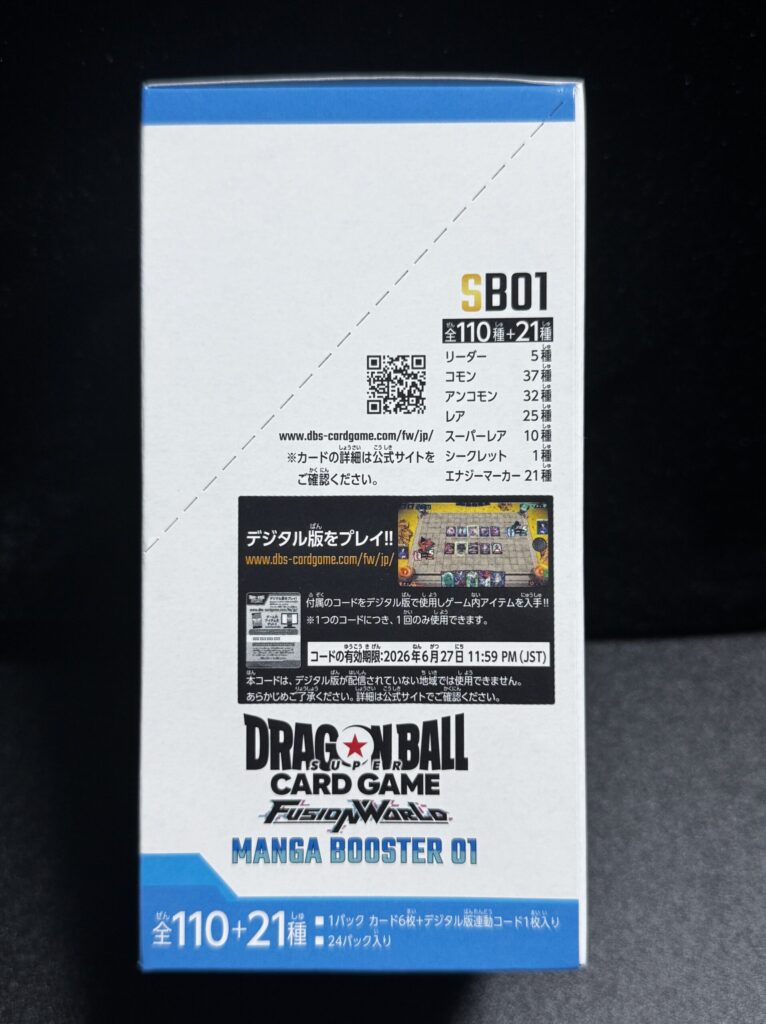 SB01
全110種+21種
リーダー 5種
コモン 37種
アンコモン 32種
レア 25種
スーパーレア 10種
シークレット 1種
エナジーマーカー 21種
www.dbs-cardgame.com/fw/jp/
※カードの詳細は公式サイトを
ご確認ください。
デジタル版をプレイ!!
www.dbs-cardgame.com/fw/jp/
付属のコードをデジタル版で使用しゲーム内アイテムを入手!!
※1つのコードにつき、1回のみ使用できます。
コードの有効期限:2026年6月27日 11:59 PM (JST)
本コードは、デジタル版が配信されていない地域では使用できません。
あらかじめご了承ください。詳細は公式サイトでご確認ください。
DRAGON BALL
SUPER
CARD GAME
FUSION WORLD
MANGA BOOSTER 01
全110+21種
■1パック カード6枚+デジタル版連動コード1枚入り
■24パック入り